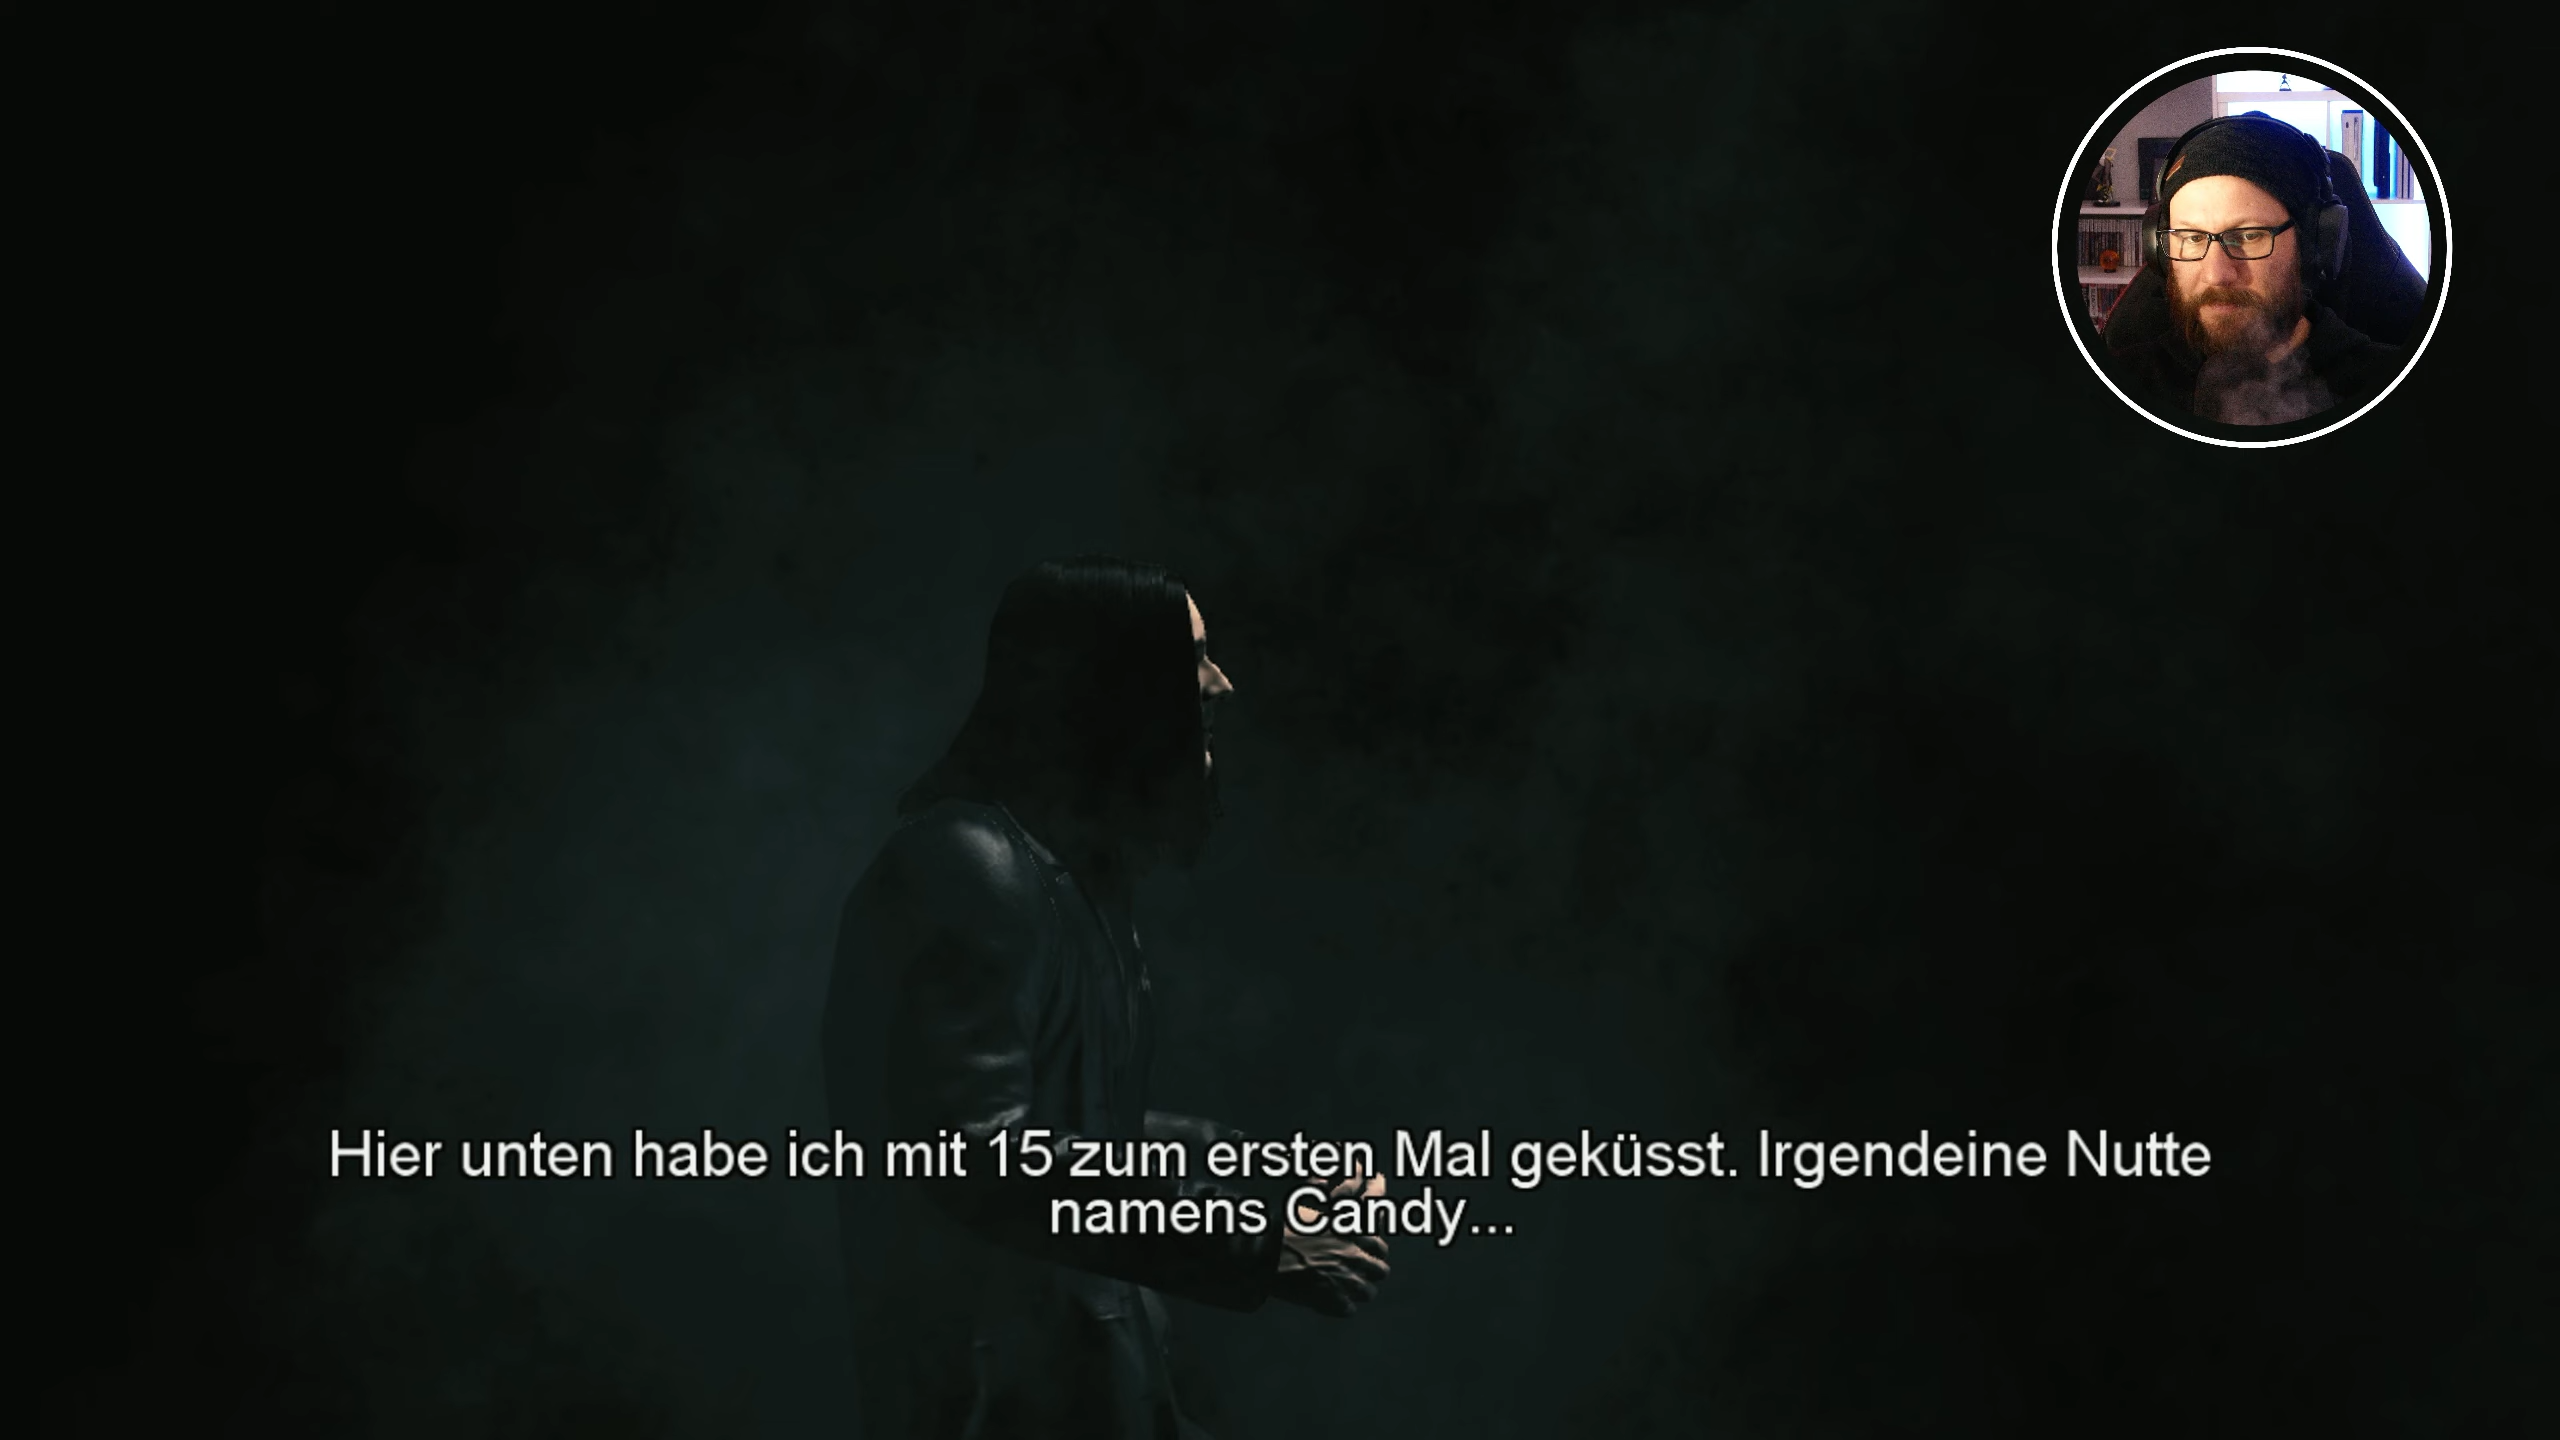 Hier unten habe ich mit 15 zum ersten Mal geküsst. Irgendeine Nutte
namens Candy...